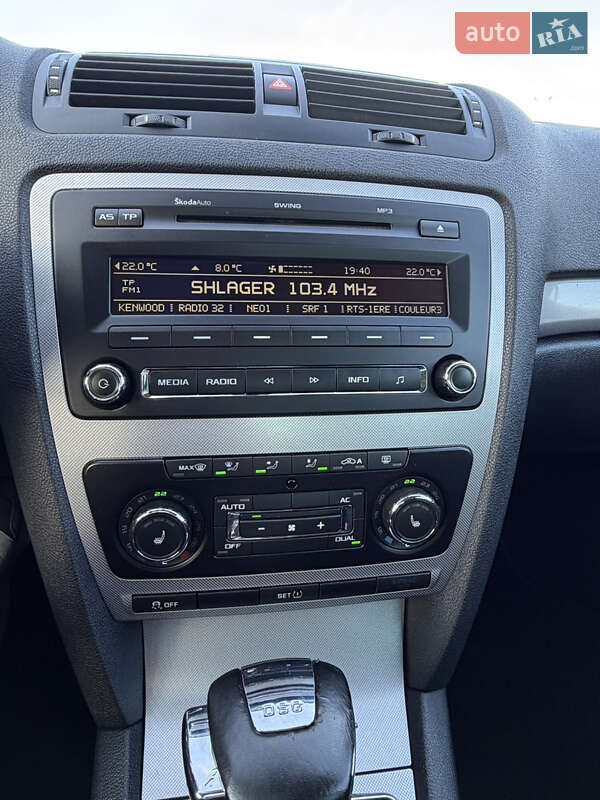 auto RIA .com
ŠkodaAuto SWING MP3
AS TP
22.0 °C 8.0 °C 19:40 22.0 °C
TP
FM1 SHLAGER 103.4 MHz
KENWOOD RADIO 32 NEO1 SRF 1 RTS-1ERE COULEUR3
MEDIA RADIO INFO
MAX A
22 22
AUTO AC
- +
OFF DUAL
OFF SET
DSG